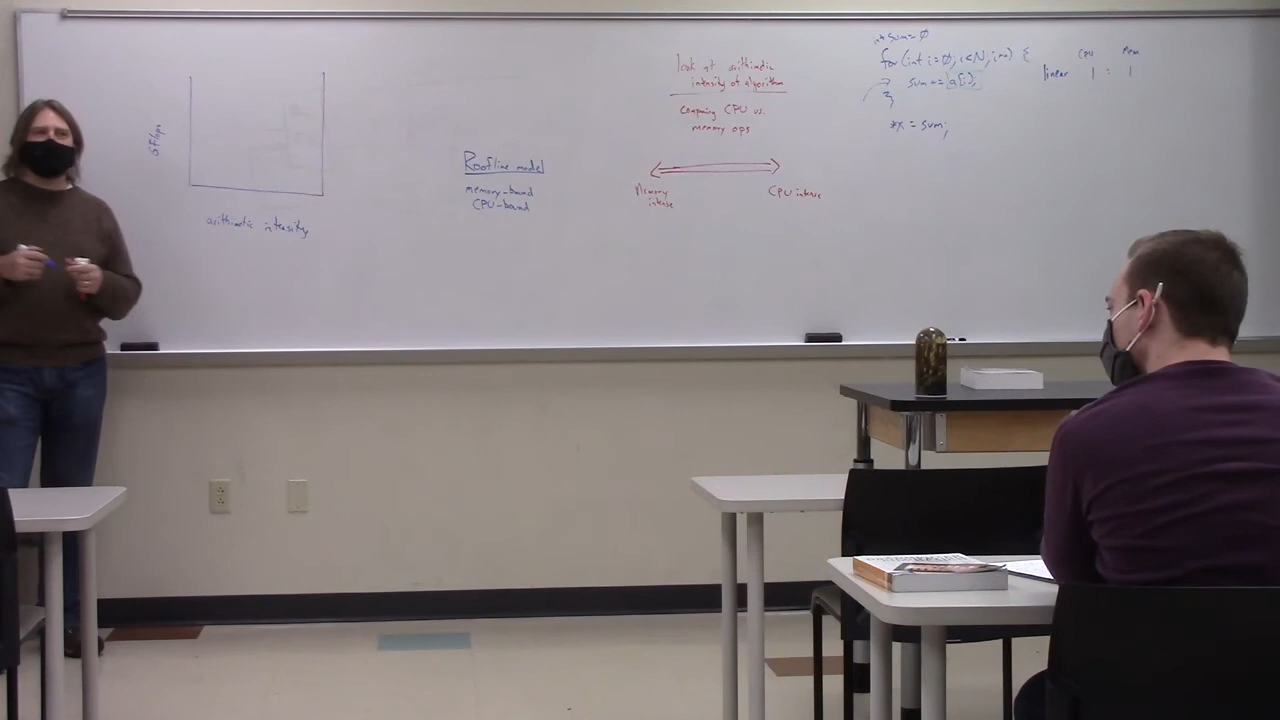 GFlops
arithmetic intensity
Roofline model
memory-bound
CPU-bound
look at arithmetic
intensity of algorithm
comparing CPU vs.
memory ops
Memory
intense
CPU intense
int sum=0
for (int i=0; i<N; i++) {
sum += a[i];
}
*x = sum;
CPU Mem
linear 1 : 1